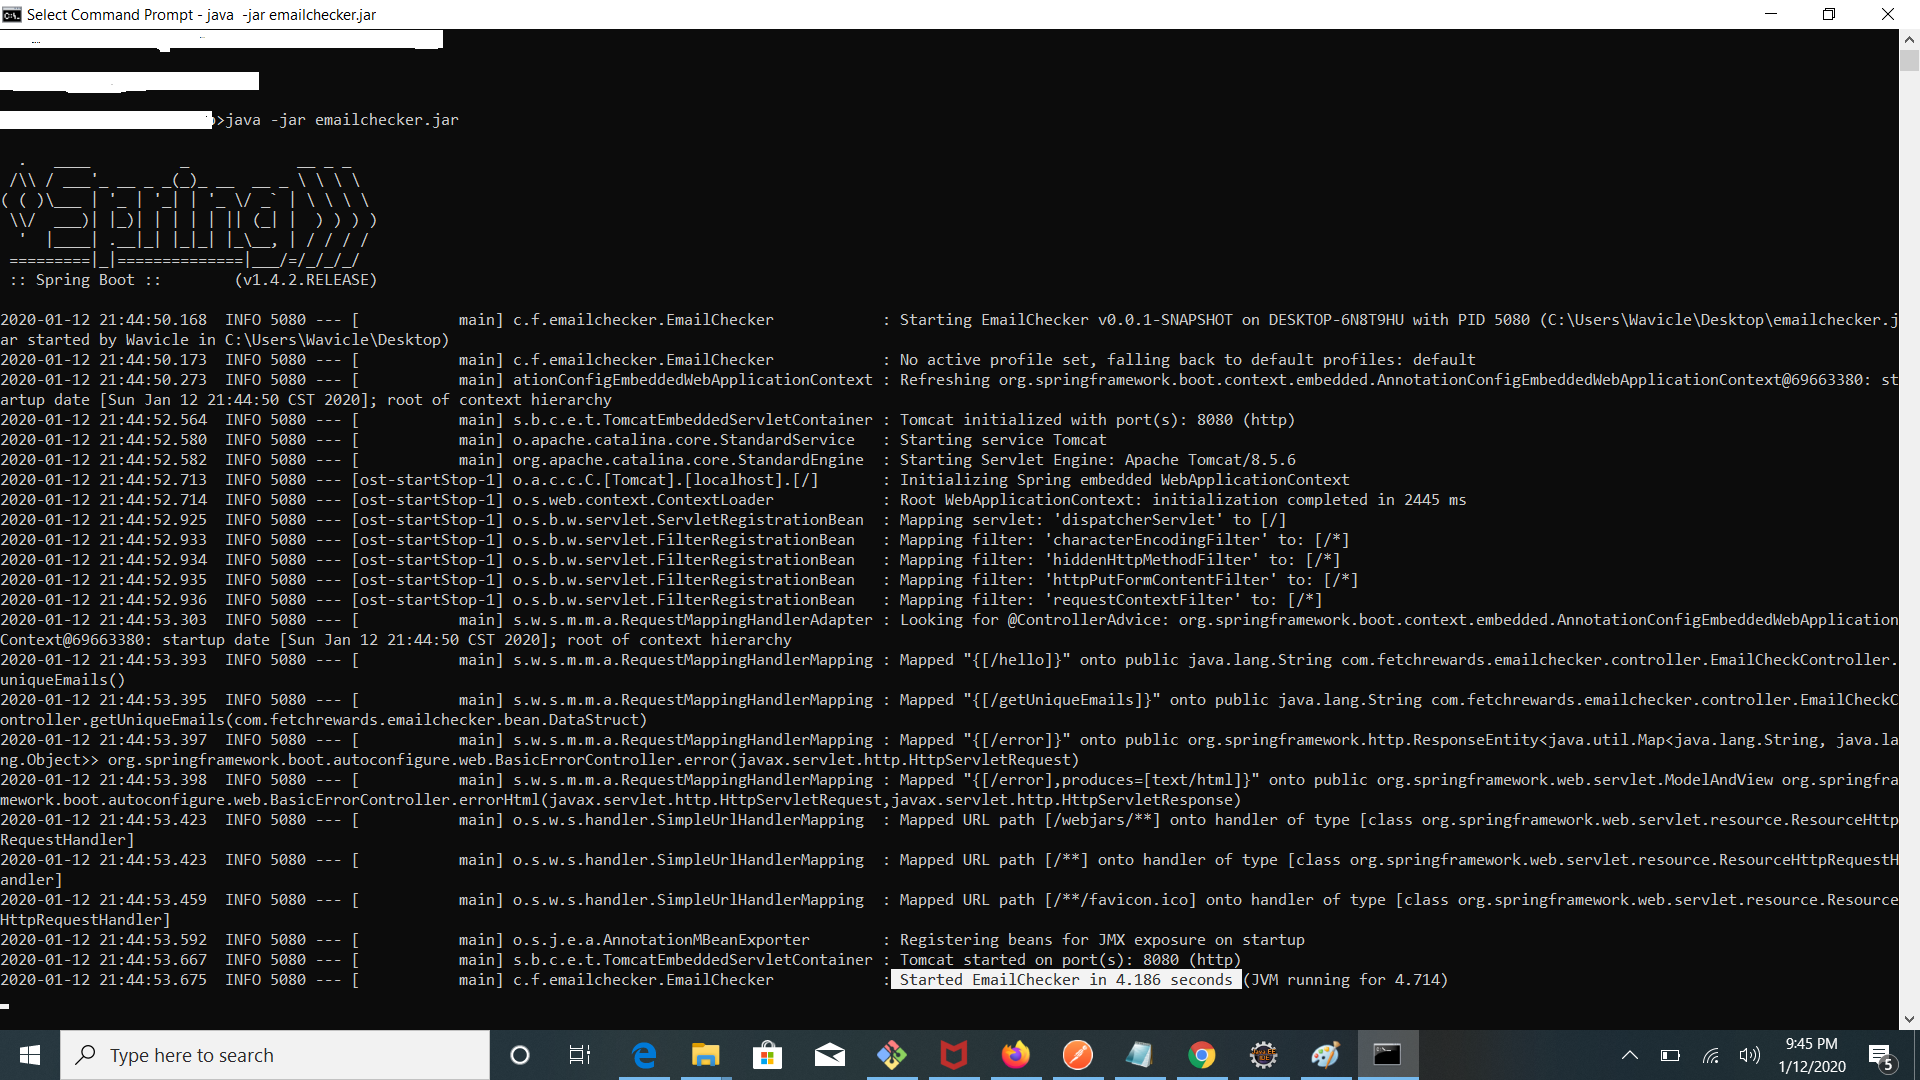 Select Command Prompt - java  -jar emailchecker.jar
>java -jar emailchecker.jar
  .   ____          _            __ _ _
 /\\ / ___'_ __ _ _(_)_ __  __ _ \ \ \ \
( ( )\___ | '_ | '_| | '_ \/ _` | \ \ \ \
 \\/  ___)| |_)| | | | | || (_| |  ) ) ) )
  '  |____| .__|_| |_|_| |_\__, | / / / /
 =========|_|==============|___/=/_/_/_/
 :: Spring Boot ::        (v1.4.2.RELEASE)
2020-01-12 21:44:50.168  INFO 5080 --- [           main] c.f.emailchecker.EmailChecker            : Starting EmailChecker v0.0.1-SNAPSHOT on DESKTOP-6N8T9HU with PID 5080 (C:\Users\Wavicle\Desktop\emailchecker.j
ar started by Wavicle in C:\Users\Wavicle\Desktop)
2020-01-12 21:44:50.173  INFO 5080 --- [           main] c.f.emailchecker.EmailChecker            : No active profile set, falling back to default profiles: default
2020-01-12 21:44:50.273  INFO 5080 --- [           main] ationConfigEmbeddedWebApplicationContext : Refreshing org.springframework.boot.context.embedded.AnnotationConfigEmbeddedWebApplicationContext@69663380: st
artup date [Sun Jan 12 21:44:50 CST 2020]; root of context hierarchy
2020-01-12 21:44:52.564  INFO 5080 --- [           main] s.b.c.e.t.TomcatEmbeddedServletContainer : Tomcat initialized with port(s): 8080 (http)
2020-01-12 21:44:52.580  INFO 5080 --- [           main] o.apache.catalina.core.StandardService   : Starting service Tomcat
2020-01-12 21:44:52.582  INFO 5080 --- [           main] org.apache.catalina.core.StandardEngine  : Starting Servlet Engine: Apache Tomcat/8.5.6
2020-01-12 21:44:52.713  INFO 5080 --- [ost-startStop-1] o.a.c.c.C.[Tomcat].[localhost].[/]       : Initializing Spring embedded WebApplicationContext
2020-01-12 21:44:52.714  INFO 5080 --- [ost-startStop-1] o.s.web.context.ContextLoader            : Root WebApplicationContext: initialization completed in 2445 ms
2020-01-12 21:44:52.925  INFO 5080 --- [ost-startStop-1] o.s.b.w.servlet.ServletRegistrationBean  : Mapping servlet: 'dispatcherServlet' to [/]
2020-01-12 21:44:52.933  INFO 5080 --- [ost-startStop-1] o.s.b.w.servlet.FilterRegistrationBean   : Mapping filter: 'characterEncodingFilter' to: [/*]
2020-01-12 21:44:52.934  INFO 5080 --- [ost-startStop-1] o.s.b.w.servlet.FilterRegistrationBean   : Mapping filter: 'hiddenHttpMethodFilter' to: [/*]
2020-01-12 21:44:52.935  INFO 5080 --- [ost-startStop-1] o.s.b.w.servlet.FilterRegistrationBean   : Mapping filter: 'httpPutFormContentFilter' to: [/*]
2020-01-12 21:44:52.936  INFO 5080 --- [ost-startStop-1] o.s.b.w.servlet.FilterRegistrationBean   : Mapping filter: 'requestContextFilter' to: [/*]
2020-01-12 21:44:53.303  INFO 5080 --- [           main] s.w.s.m.m.a.RequestMappingHandlerAdapter : Looking for @ControllerAdvice: org.springframework.boot.context.embedded.AnnotationConfigEmbeddedWebApplication
Context@69663380: startup date [Sun Jan 12 21:44:50 CST 2020]; root of context hierarchy
2020-01-12 21:44:53.393  INFO 5080 --- [           main] s.w.s.m.m.a.RequestMappingHandlerMapping : Mapped "{[/hello]}" onto public java.lang.String com.fetchrewards.emailchecker.controller.EmailCheckController.
uniqueEmails()
2020-01-12 21:44:53.395  INFO 5080 --- [           main] s.w.s.m.m.a.RequestMappingHandlerMapping : Mapped "{[/getUniqueEmails]}" onto public java.lang.String com.fetchrewards.emailchecker.controller.EmailCheckC
ontroller.getUniqueEmails(com.fetchrewards.emailchecker.bean.DataStruct)
2020-01-12 21:44:53.397  INFO 5080 --- [           main] s.w.s.m.m.a.RequestMappingHandlerMapping : Mapped "{[/error]}" onto public org.springframework.http.ResponseEntity<java.util.Map<java.lang.String, java.la
ng.Object>> org.springframework.boot.autoconfigure.web.BasicErrorController.error(javax.servlet.http.HttpServletRequest)
2020-01-12 21:44:53.398  INFO 5080 --- [           main] s.w.s.m.m.a.RequestMappingHandlerMapping : Mapped "{[/error],produces=[text/html]}" onto public org.springframework.web.servlet.ModelAndView org.springfra
mework.boot.autoconfigure.web.BasicErrorController.errorHtml(javax.servlet.http.HttpServletRequest,javax.servlet.http.HttpServletResponse)
2020-01-12 21:44:53.423  INFO 5080 --- [           main] o.s.w.s.handler.SimpleUrlHandlerMapping  : Mapped URL path [/webjars/**] onto handler of type [class org.springframework.web.servlet.resource.ResourceHttp
RequestHandler]
2020-01-12 21:44:53.423  INFO 5080 --- [           main] o.s.w.s.handler.SimpleUrlHandlerMapping  : Mapped URL path [/**] onto handler of type [class org.springframework.web.servlet.resource.ResourceHttpRequestH
andler]
2020-01-12 21:44:53.459  INFO 5080 --- [           main] o.s.w.s.handler.SimpleUrlHandlerMapping  : Mapped URL path [/**/favicon.ico] onto handler of type [class org.springframework.web.servlet.resource.Resource
HttpRequestHandler]
2020-01-12 21:44:53.592  INFO 5080 --- [           main] o.s.j.e.a.AnnotationMBeanExporter        : Registering beans for JMX exposure on startup
2020-01-12 21:44:53.667  INFO 5080 --- [           main] s.b.c.e.t.TomcatEmbeddedServletContainer : Tomcat started on port(s): 8080 (http)
2020-01-12 21:44:53.675  INFO 5080 --- [           main] c.f.emailchecker.EmailChecker            : Started EmailChecker in 4.186 seconds (JVM running for 4.714)
Type here to search
9:45 PM
1/12/2020
5